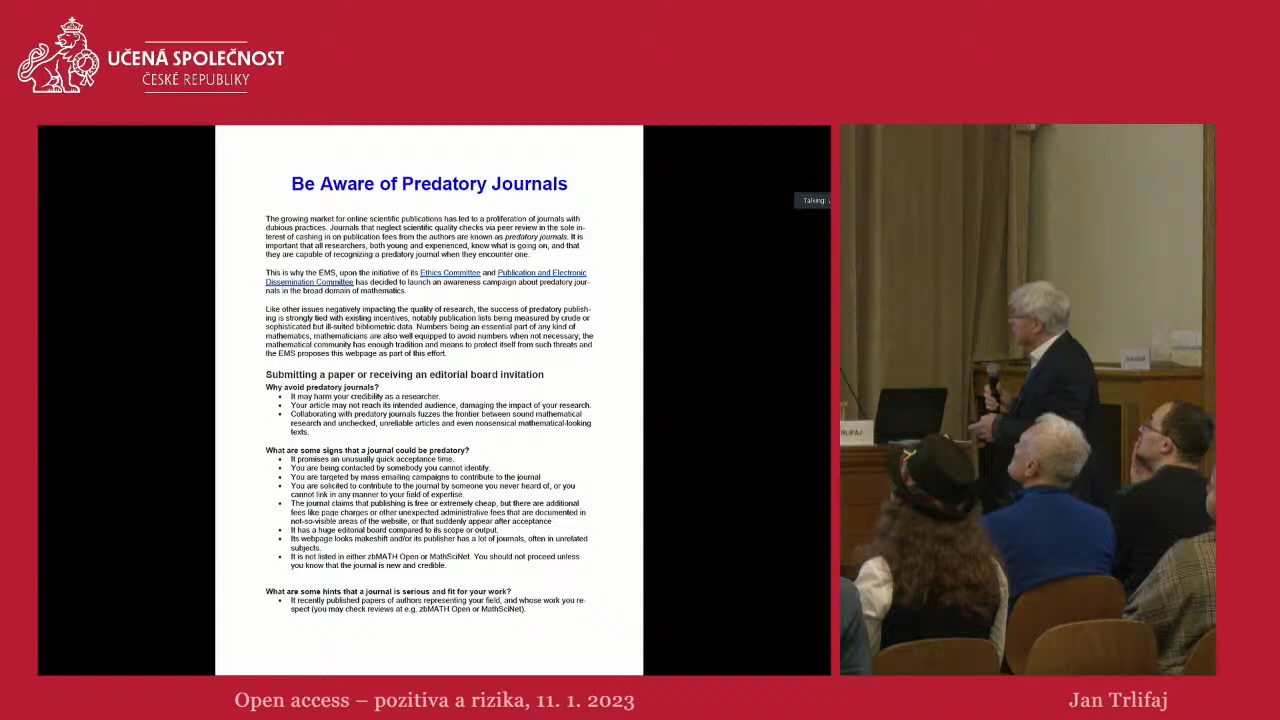 UČENÁ SPOLEČNOST
ČESKÉ REPUBLIKY
Be Aware of Predatory Journals
The growing market for online scientific publications has led to a proliferation of journals with
dubious practices. Journals that neglect scientific quality checks via peer review in the sole in-
terest of cashing in on publication fees from the authors are known as predatory journals. It is
important that all researchers, both young and experienced, know what is going on, and that
they are capable of recognizing a predatory journal when they encounter one.
This is why the EMS, upon the initiative of its Ethics Committee and Publication and Electronic
Dissemination Committee has decided to launch an awareness campaign about predatory jour-
nals in the broad domain of mathematics.
Like other issues negatively impacting the quality of research, the success of predatory publish-
ing is strongly tied with existing incentives, notably publication lists being measured by crude or
sophisticated but ill-suited bibliometric data. Numbers being an essential part of any kind of
mathematics, mathematicians are also well equipped to avoid numbers when not necessary; the
mathematical community has enough tradition and means to protect itself from such threats and
the EMS proposes this webpage as part of this effort.
Submitting a paper or receiving an editorial board invitation
Why avoid predatory journals?
• It may harm your credibility as a researcher.
• Your article may not reach its intended audience, damaging the impact of your research.
• Collaborating with predatory journals fuzzes the frontier between sound mathematical
research and unchecked, unreliable articles and even nonsensical mathematical-looking
texts.
What are some signs that a journal could be predatory?
• It promises an unusually quick acceptance time.
• You are being contacted by somebody you cannot identify.
• You are targeted by mass emailing campaigns to contribute to the journal
• You are solicited to contribute to the journal by someone you never heard of, or you
cannot link in any manner to your field of expertise.
• The journal claims that publishing is free or extremely cheap, but there are additional
fees like page charges or other unexpected administrative fees that are documented in
not-so-visible areas of the website, or that suddenly appear after acceptance
• It has a huge editorial board compared to its scope or output.
• Its webpage looks makeshift and/or its publisher has a lot of journals, often in unrelated
subjects.
• It is not listed in either zbMATH Open or MathSciNet. You should not proceed unless
you know that the journal is new and credible.
What are some hints that a journal is serious and fit for your work?
• It recently published papers of authors representing your field, and whose work you re-
spect (you may check reviews at e.g. zbMATH Open or MathSciNet).
Talking:
TRLIFAJ
Open access – pozitiva a rizika, 11. 1. 2023
Jan Trlifaj